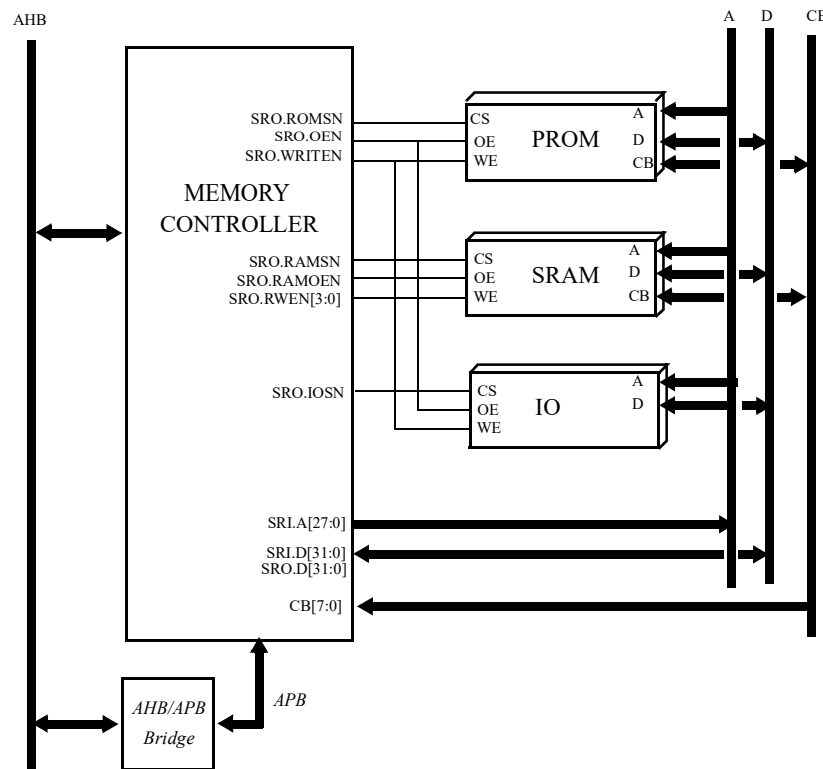 AHB
A D CB
SRO.ROMSN
SRO.OEN
SRO.WRITEN
CS
OE
WE
PROM
A
D
CB
MEMORY
CONTROLLER
SRO.RAMSN
SRO.RAMOEN
SRO.RWEN[3:0]
CS
OE
WE
SRAM
A
D
CB
SRO.IOSN
CS
OE
WE
IO
A
D
SRI.A[27:0]
SRI.D[31:0]
SRO.D[31:0]
CB[7:0]
APB
AHB/APB
Bridge